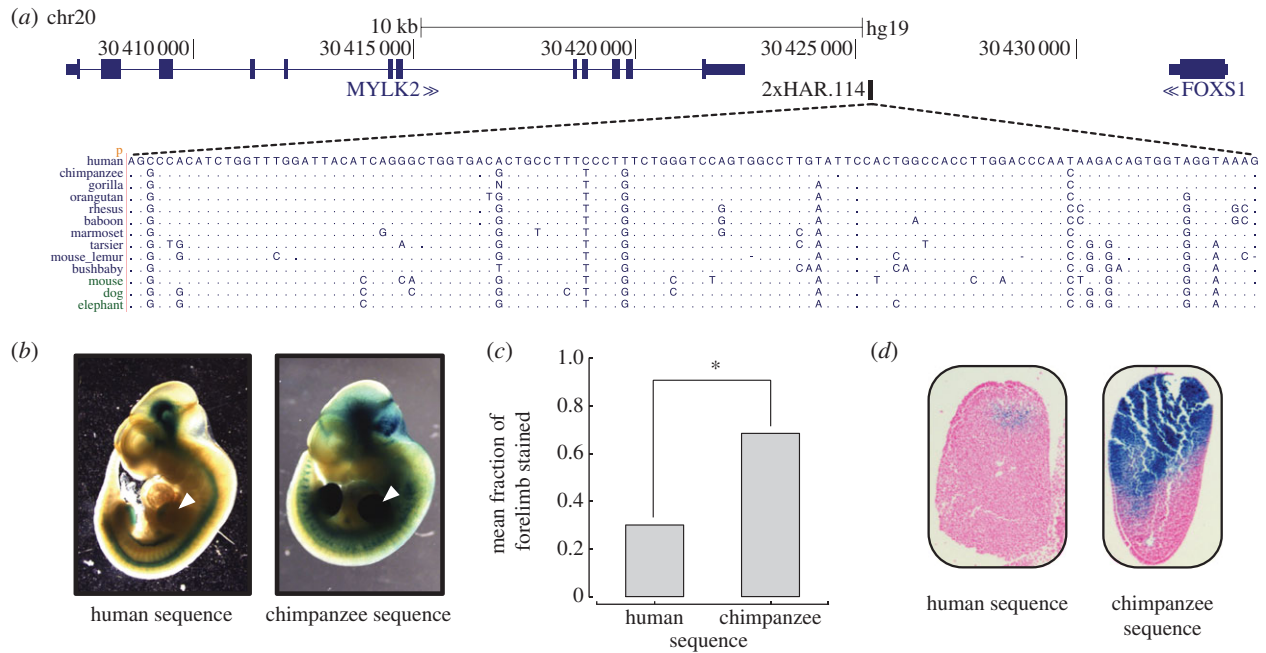 (a) chr20
10 kb hg19
30 410 000 30 415 000 30 420 000 30 425 000 30 430 000
MYLK2≫ 2xHAR.114 ≪FOXS1
p
human AGCCCACATCTGGTTTGGATTACATCAGGGCTGGTGACACTGCCTTTCCCTTTCTGGGTCCAGTGGCCTTGTATTCCACTGGCCACCTTGGACCCAATAAGACAGTGGTAGGTAAAG
chimpanzee G G T G C
gorilla G N T G A C
orangutan G T G T G A C G
rhesus G G T G G A C C G G C
baboon G G T G G A A C C G G C
marmoset G G G T T G G C A C G
tarsier G T G A G T G C A T C G G G A
mouse_lemur G G C G T G - A C - C G G G A C -
bushbaby G T T G C A A C A C G G A G A
mouse G C C A G T G C T A T C A C T G G A
dog G G C C G C T G C A C G G G A
elephant G C G T G A C C G G G A
(b) (c) (d)
1.0
0.8
0.6
0.4
0.2
0
*
mean fraction of
forelimb stained
human chimpanzee
sequence
human sequence chimpanzee sequence
human sequence chimpanzee
sequence